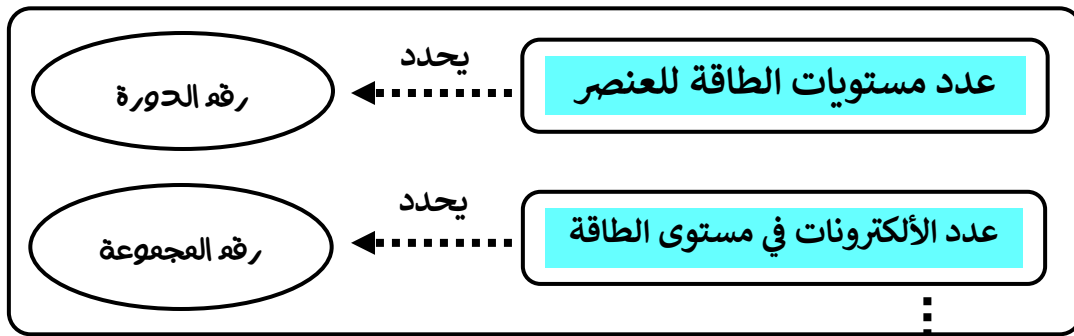 عدد مستويات الطاقة للعنصر
يحدد
رقم الدورة
عدد الألكترونات في مستوى الطاقة
يحدد
رقم المجموعة